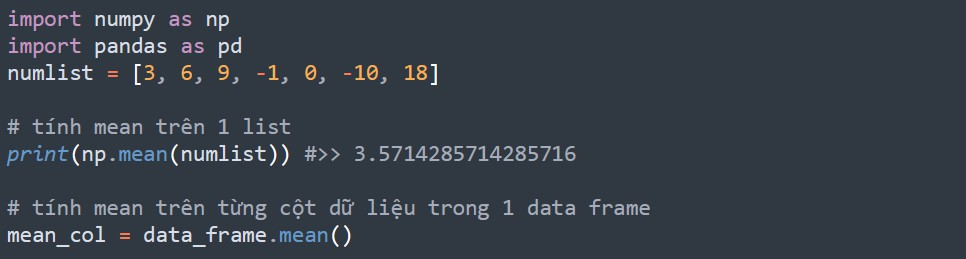 import numpy as np
import pandas as pd
numlist = [3, 6, 9, -1, 0, -10, 18]
# tính mean trên 1 list
print(np.mean(numlist)) #>> 3.5714285714285716
# tính mean trên từng cột dữ liệu trong 1 data frame
mean_col = data_frame.mean()